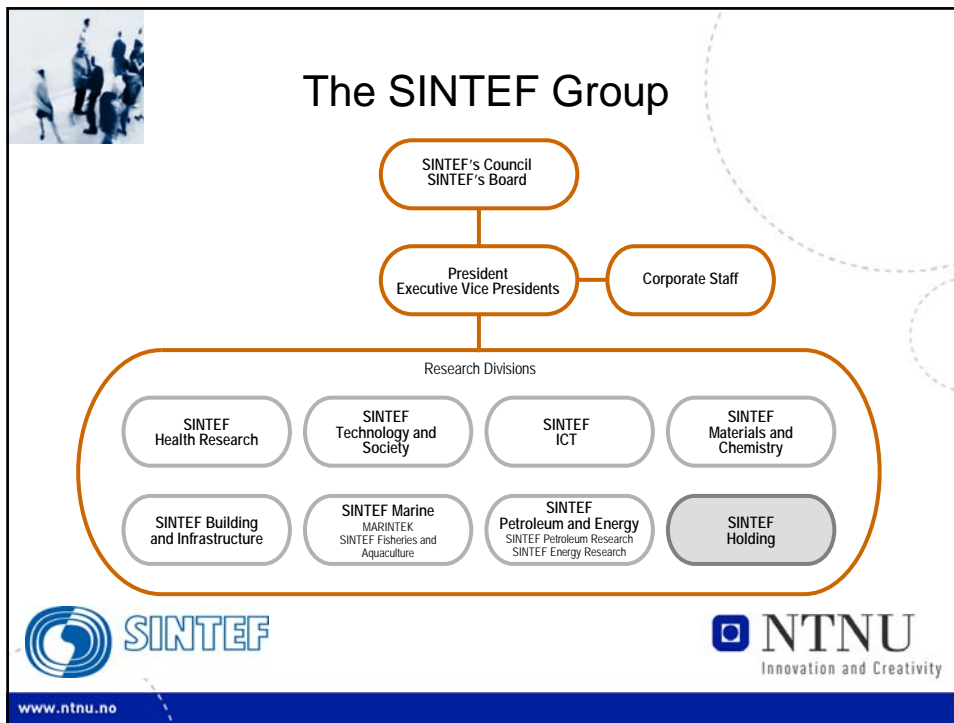 The SINTEF Group
SINTEF's Council
SINTEF's Board
President
Executive Vice Presidents
Corporate Staff
Research Divisions
SINTEF
Health Research
SINTEF
Technology and
Society
SINTEF
ICT
SINTEF
Materials and
Chemistry
SINTEF Building
and Infrastructure
SINTEF Marine
MARINTEK
SINTEF Fisheries and
Aquaculture
SINTEF
Petroleum and Energy
SINTEF Petroleum Research
SINTEF Energy Research
SINTEF
Holding
SINTEF
NTNU
Innovation and Creativity
www.ntnu.no